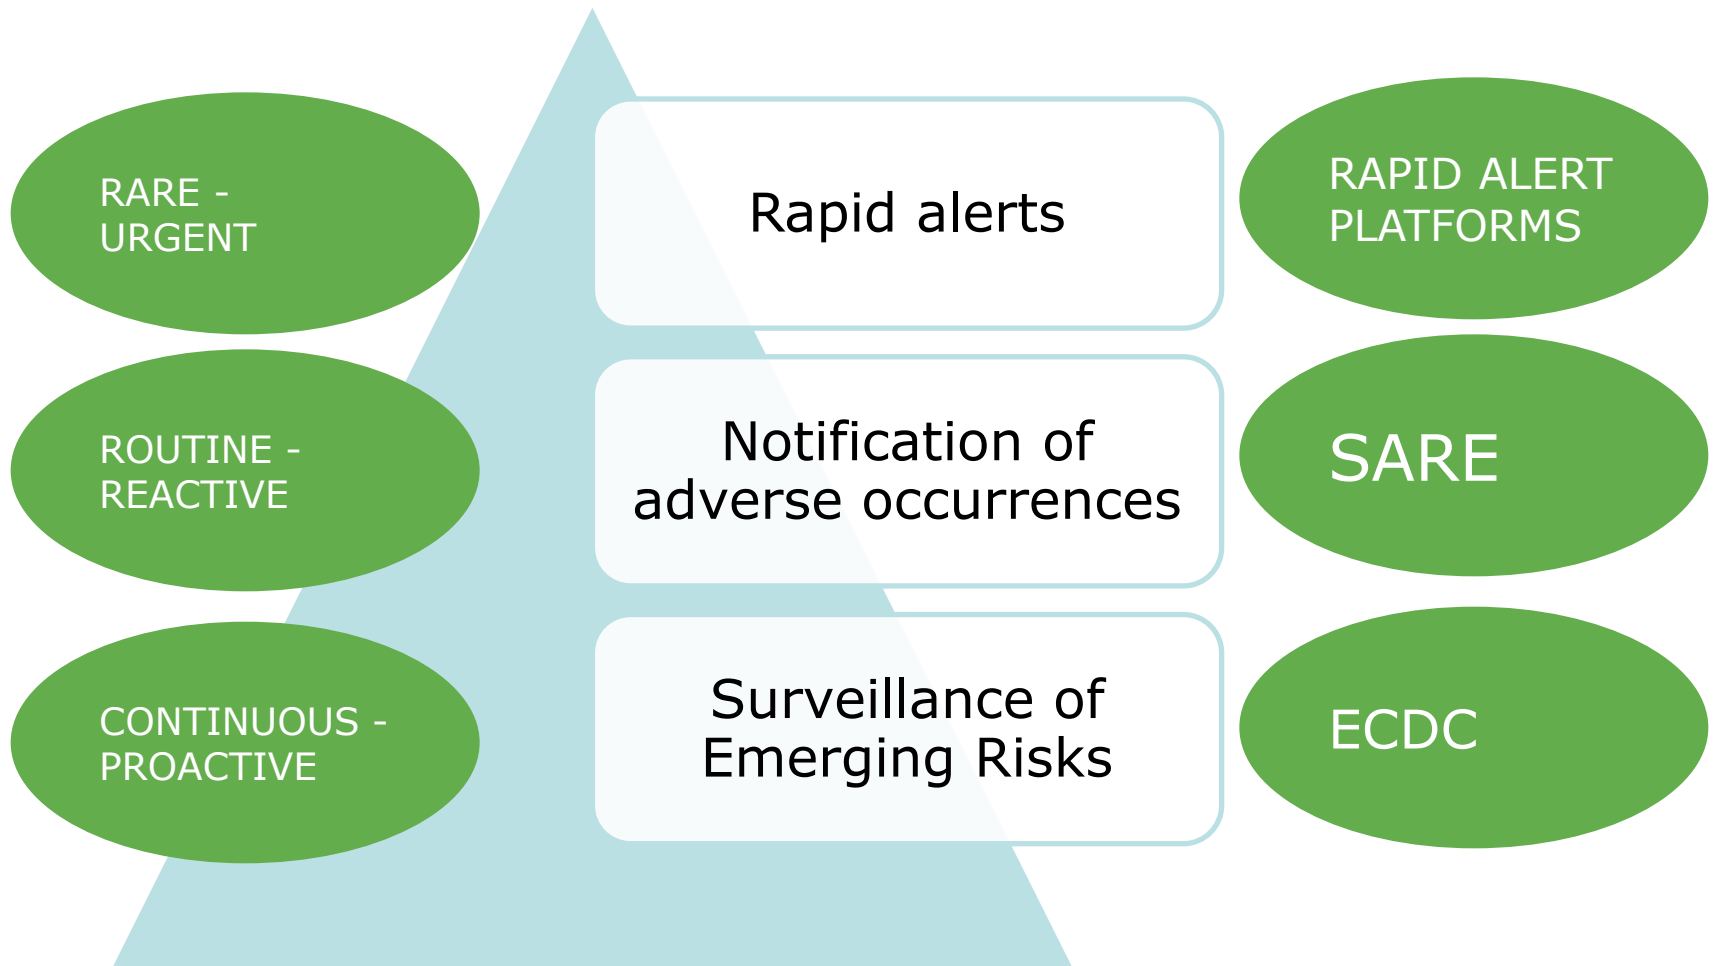 RARE -
URGENT
Rapid alerts
RAPID ALERT
PLATFORMS
ROUTINE -
REACTIVE
Notification of
adverse occurrences
SARE
CONTINUOUS -
PROACTIVE
Surveillance of
Emerging Risks
ECDC